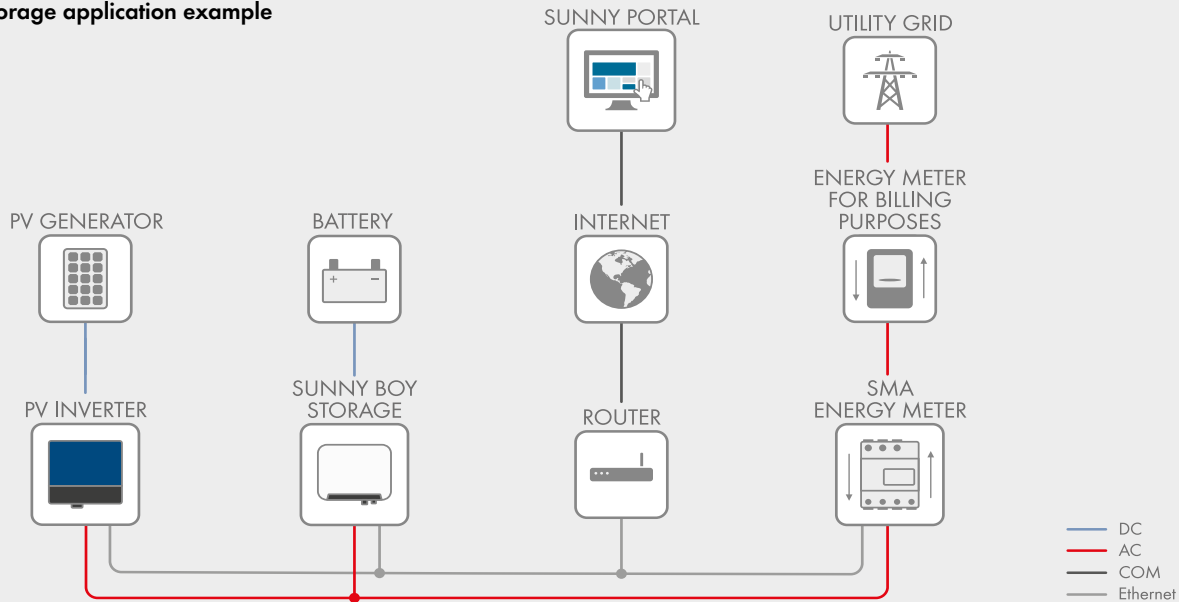 application example
SUNNY PORTAL
UTILITY GRID
ENERGY METER
FOR BILLING
PURPOSES
PV GENERATOR
BATTERY
INTERNET
+ −
SUNNY BOY
STORAGE
SMA
ENERGY METER
PV INVERTER
ROUTER
DC
AC
COM
Ethernet